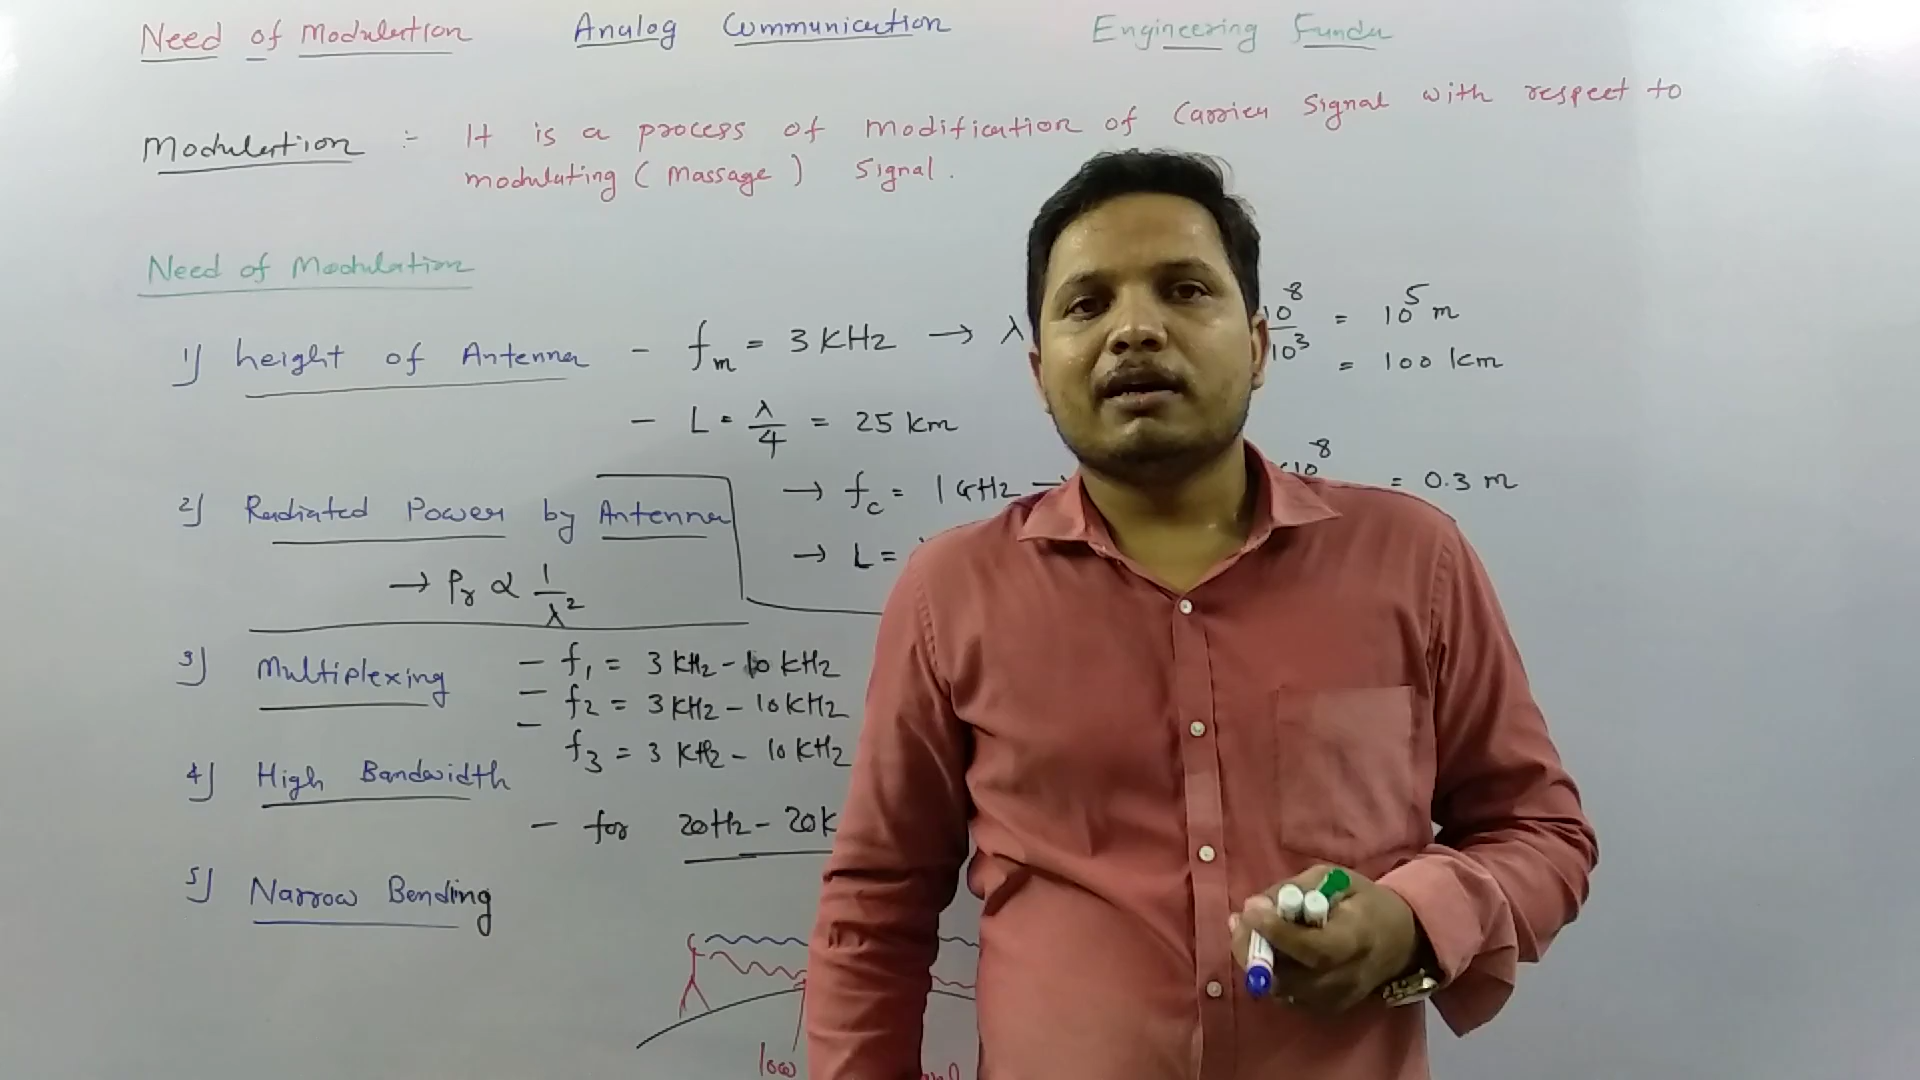 Need of Modulation Analog Communication Engineering Funda
Modulation :- It is a process of modification of Carrier Signal with respect to
modulating (Massage) Signal.
Need of Modulation
1) height of Antenna - fm = 3 KHz → λ 10^8/10^3 = 10^5 m
= 100 km
- L = λ/4 = 25 km
→ fc = 1 GHz → ×10^8 = 0.3 m
2) Radiated Power by Antenna
→ L =
→ Pr ∝ 1/λ^2
3) Multiplexing - f1 = 3 KHz - 10 KHz
- f2 = 3 KHz - 10 KHz
- f3 = 3 KHz - 10 KHz
4) High Bandwidth
- for 20Hz - 20K
5) Narrow Bending
low